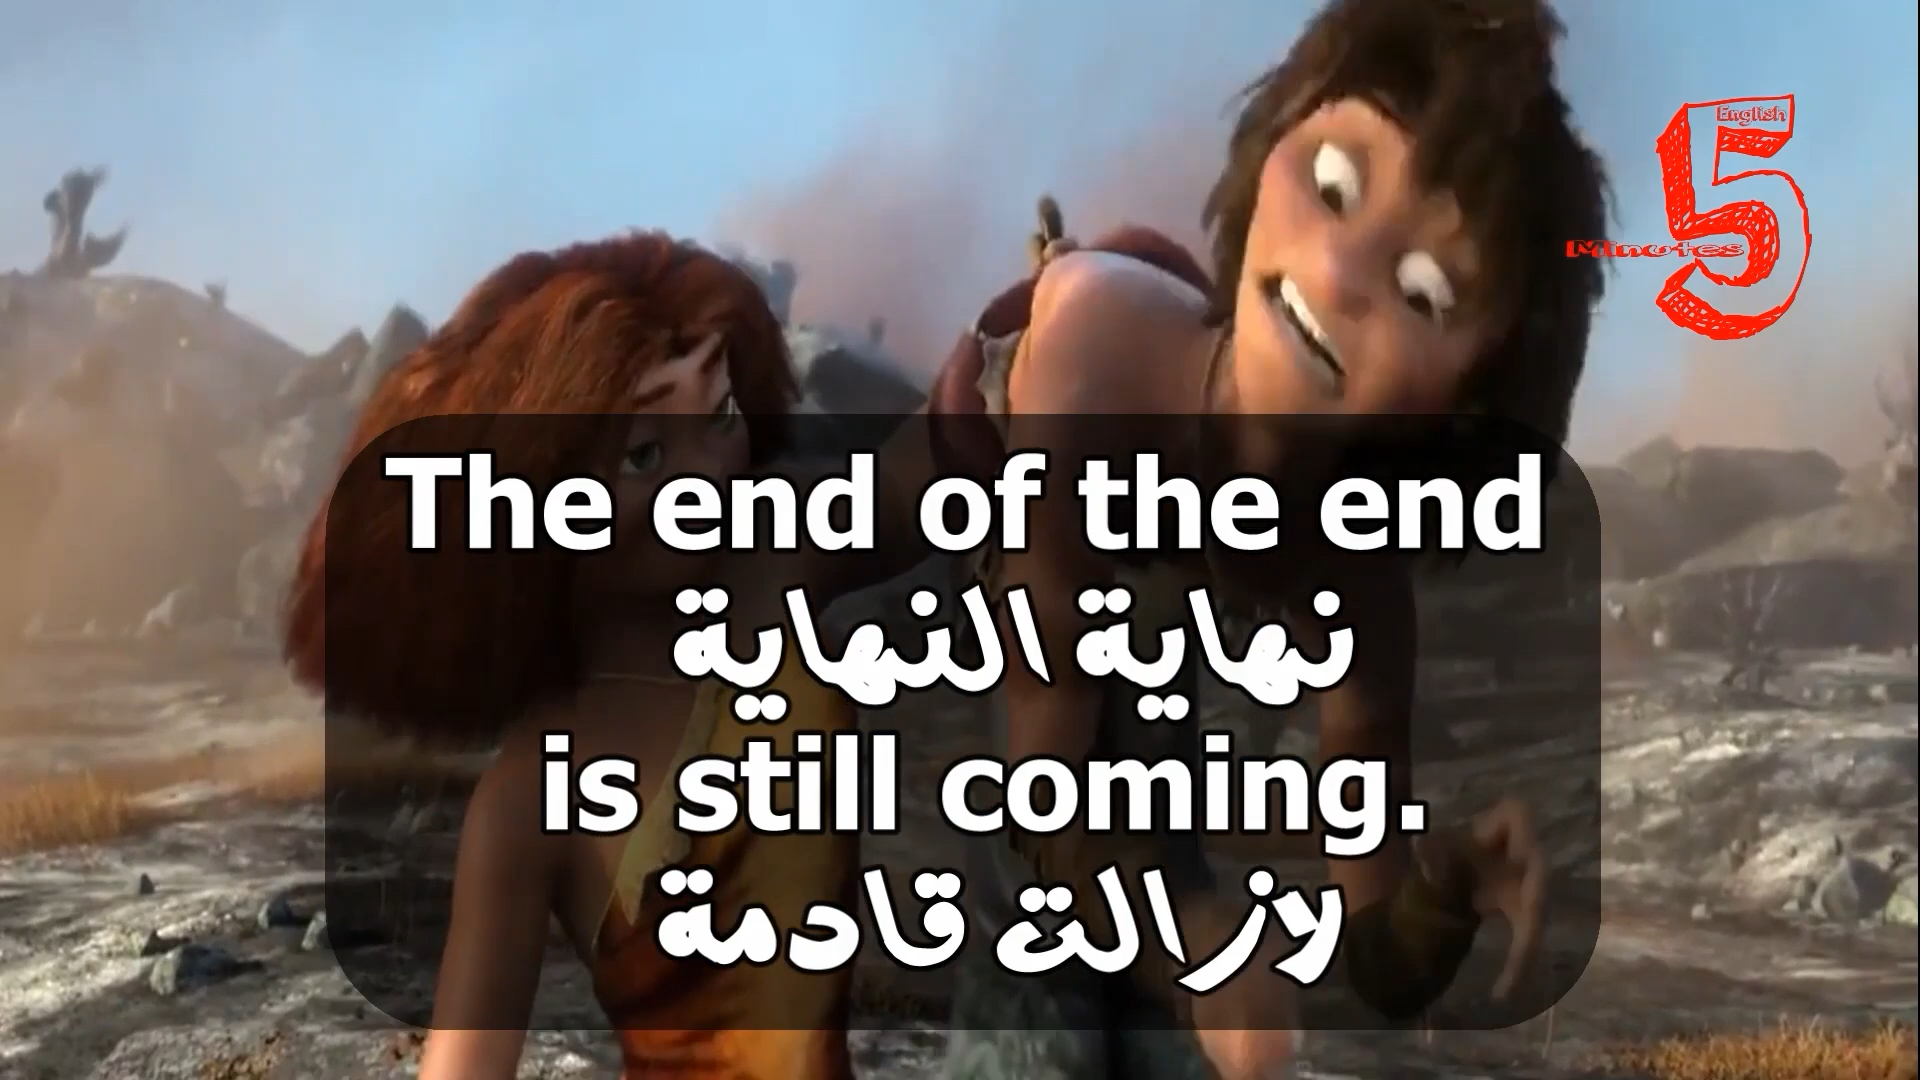 English
5
Minutes
The end of the end
نهاية النهاية
is still coming.
لازالت قادمة